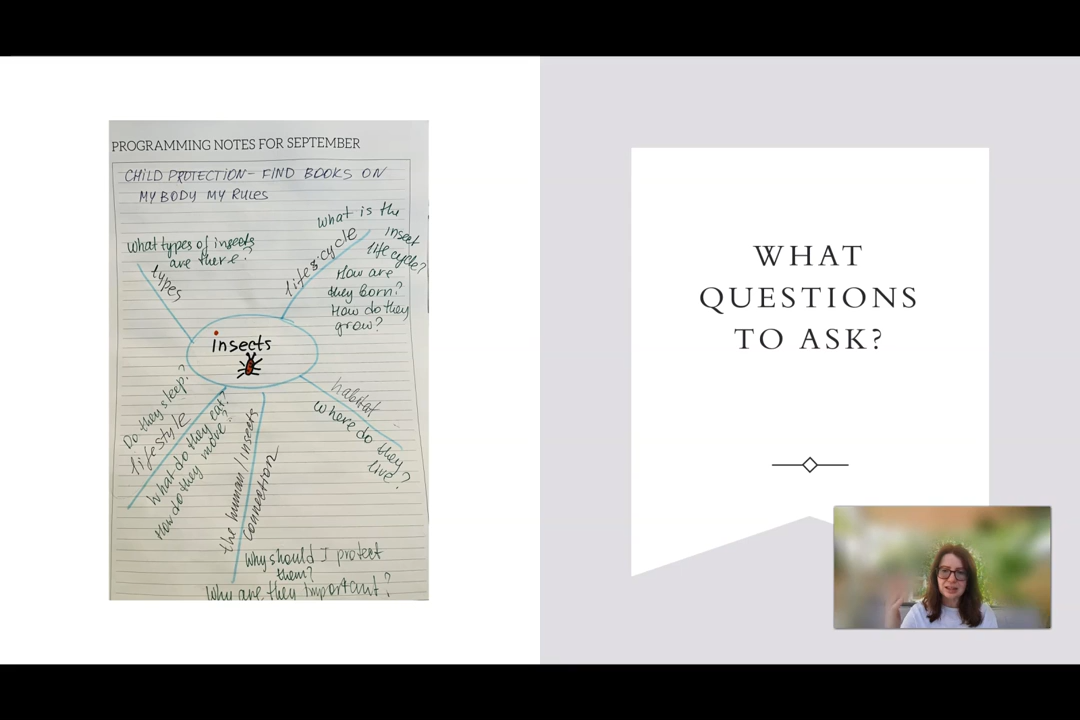 PROGRAMMING NOTES FOR SEPTEMBER
CHILD PROTECTION - FIND BOOKS ON
MY BODY MY RULES
What types of insects
are there?
types
What is the
insect
life cycle?
lifescycle
How are
they born?
How do they
grow?
insects
habitat
Where do they
live?
Do they sleep?
lifestyle
What do they eat?
How do they move?
the human/insects
connection
Why should I protect
them?
Why are they important?
WHAT
QUESTIONS
TO ASK?